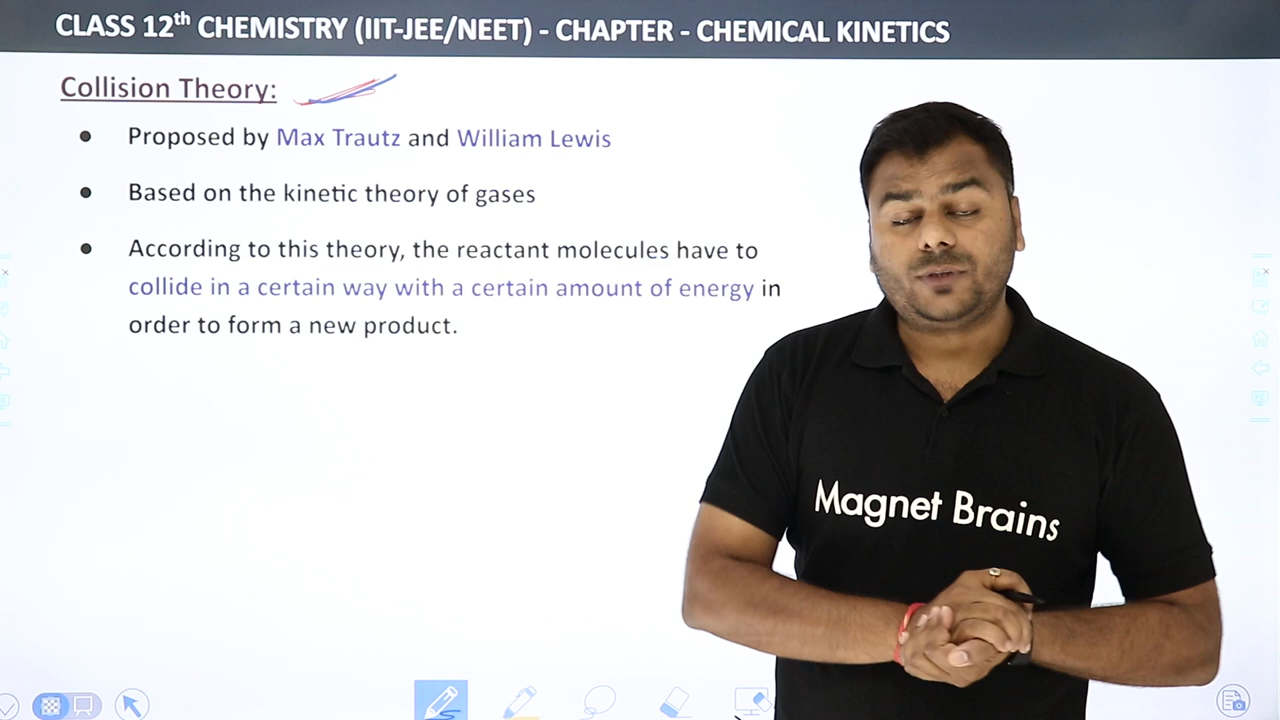 CLASS 12th CHEMISTRY (IIT-JEE/NEET) - CHAPTER - CHEMICAL KINETICS
Collision Theory:
● Proposed by Max Trautz and William Lewis
● Based on the kinetic theory of gases
● According to this theory, the reactant molecules have to
collide in a certain way with a certain amount of energy in
order to form a new product.
Magnet Brains